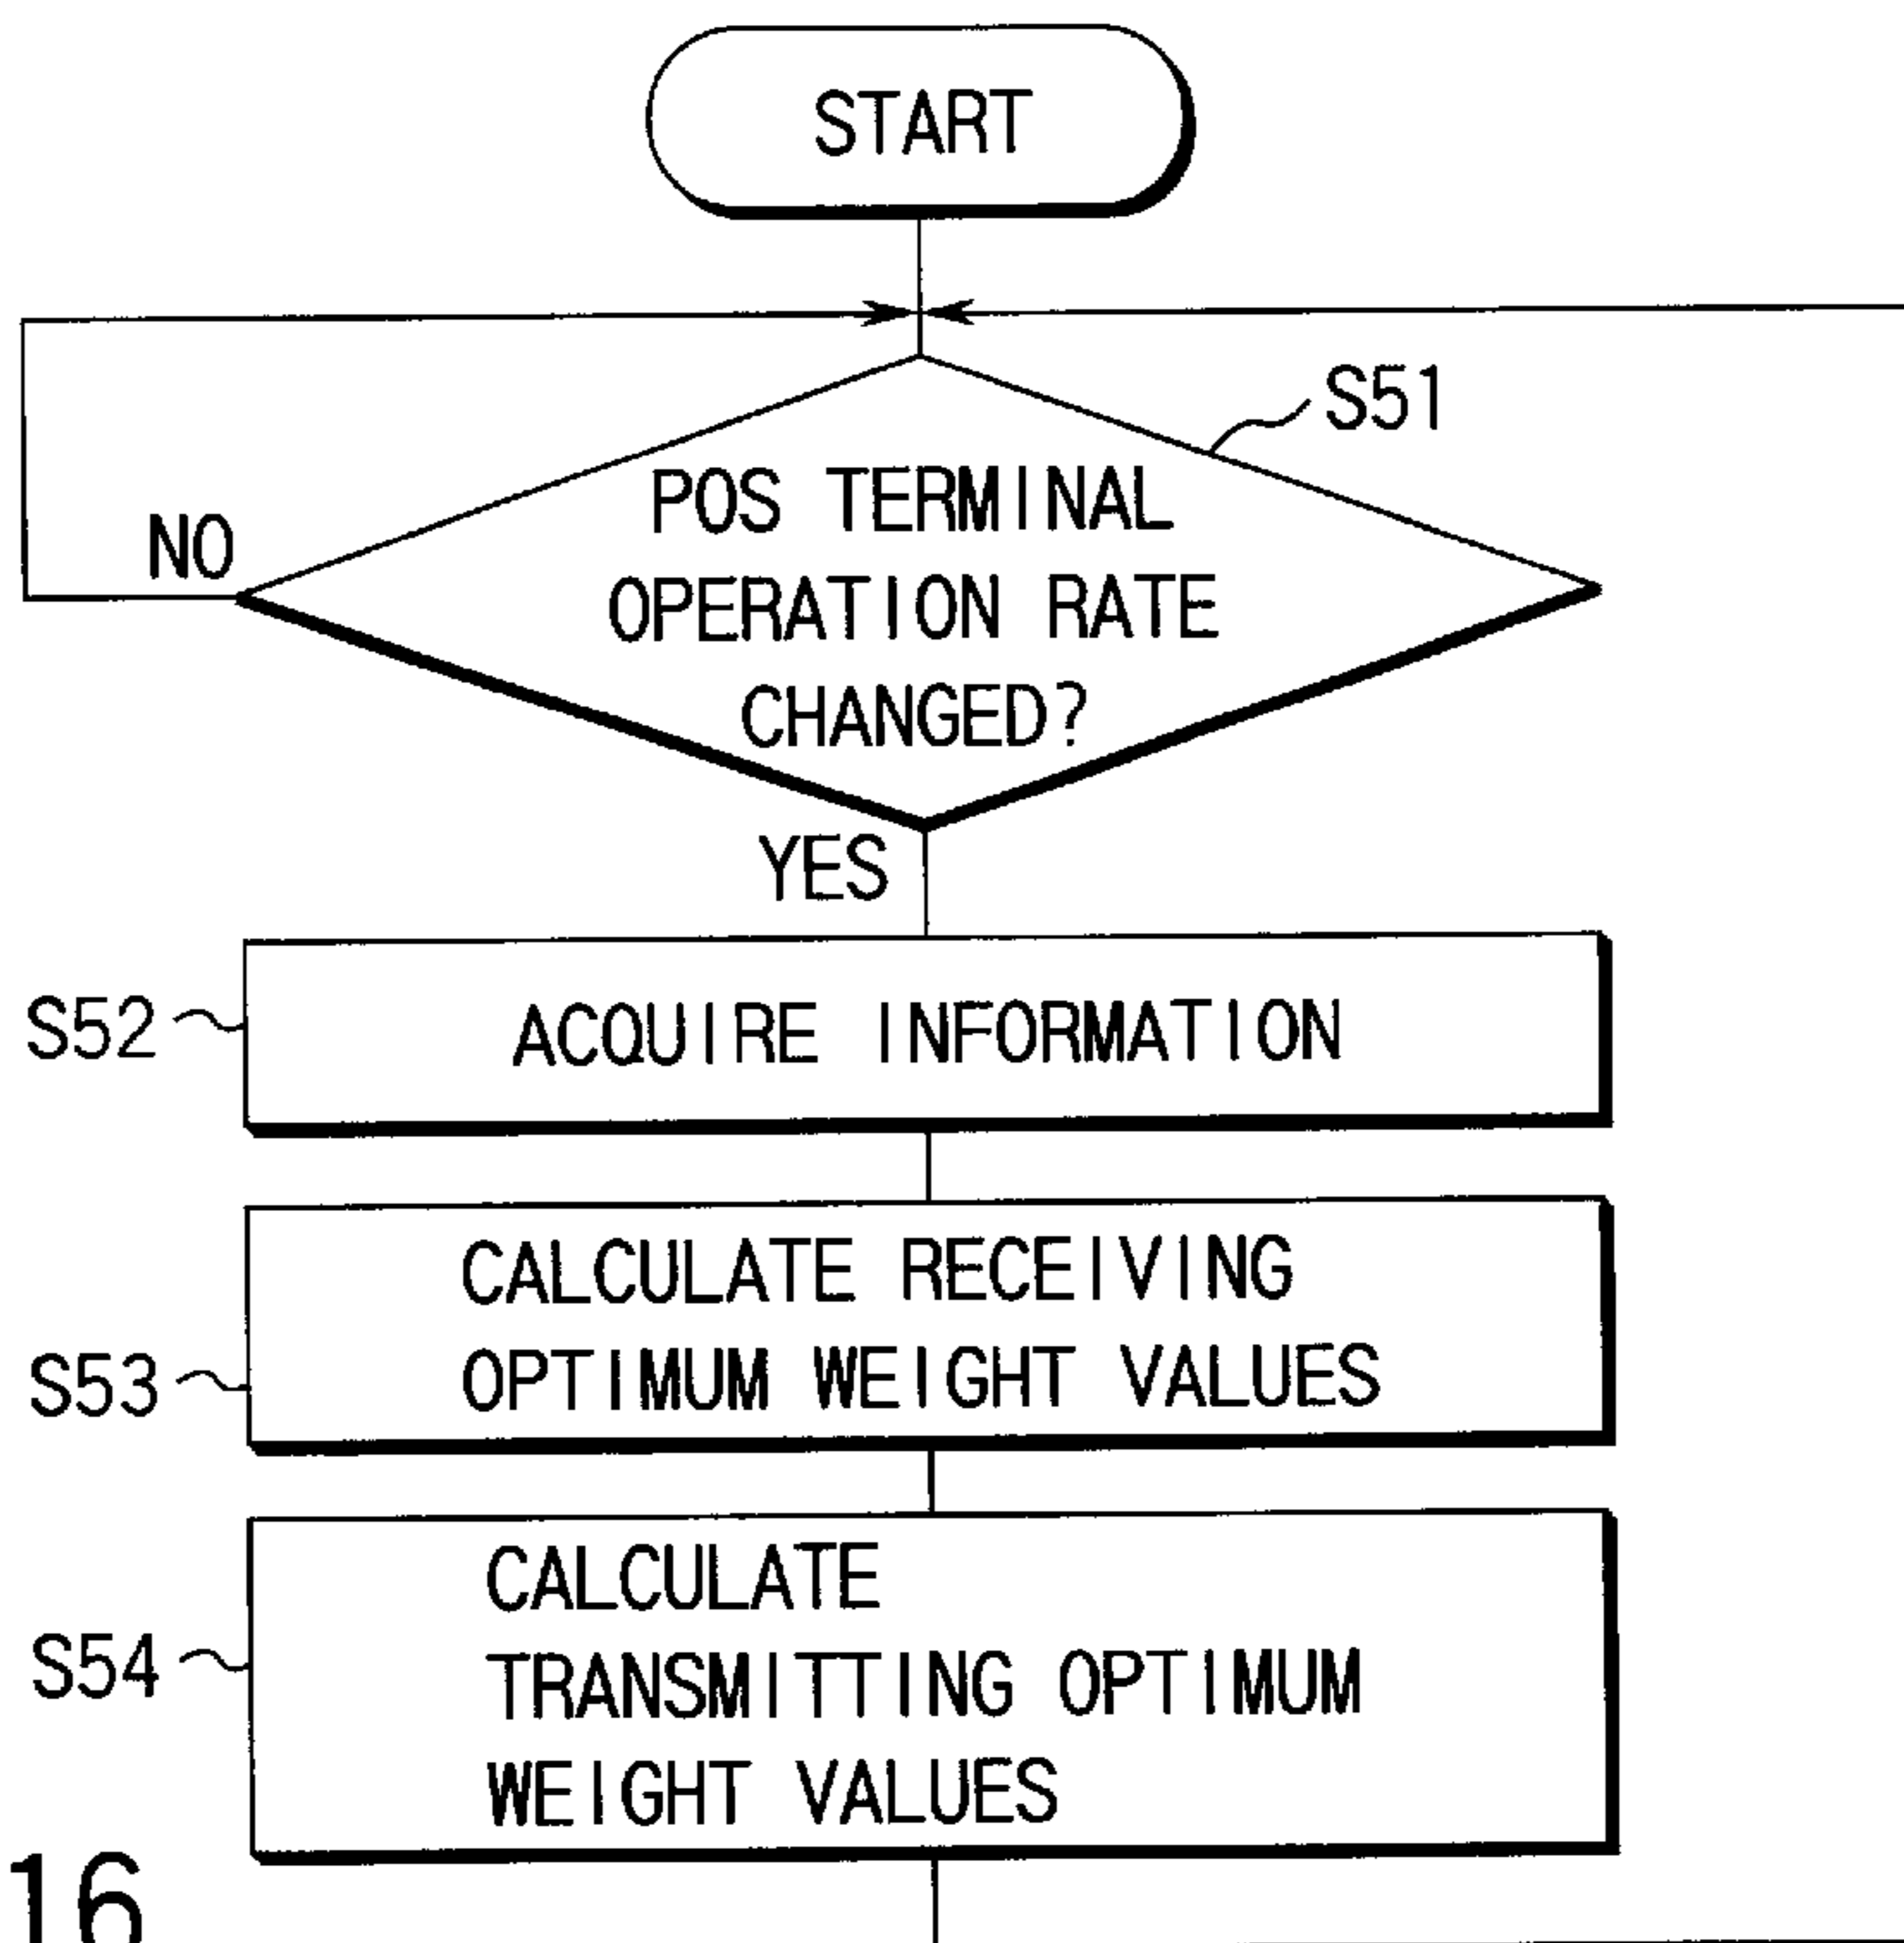 START
S51
POS TERMINAL
OPERATION RATE
CHANGED?
NO
YES
S52
ACQUIRE INFORMATION
S53
CALCULATE RECEIVING
OPTIMUM WEIGHT VALUES
S54
CALCULATE
TRANSMITTING OPTIMUM
WEIGHT VALUES
16